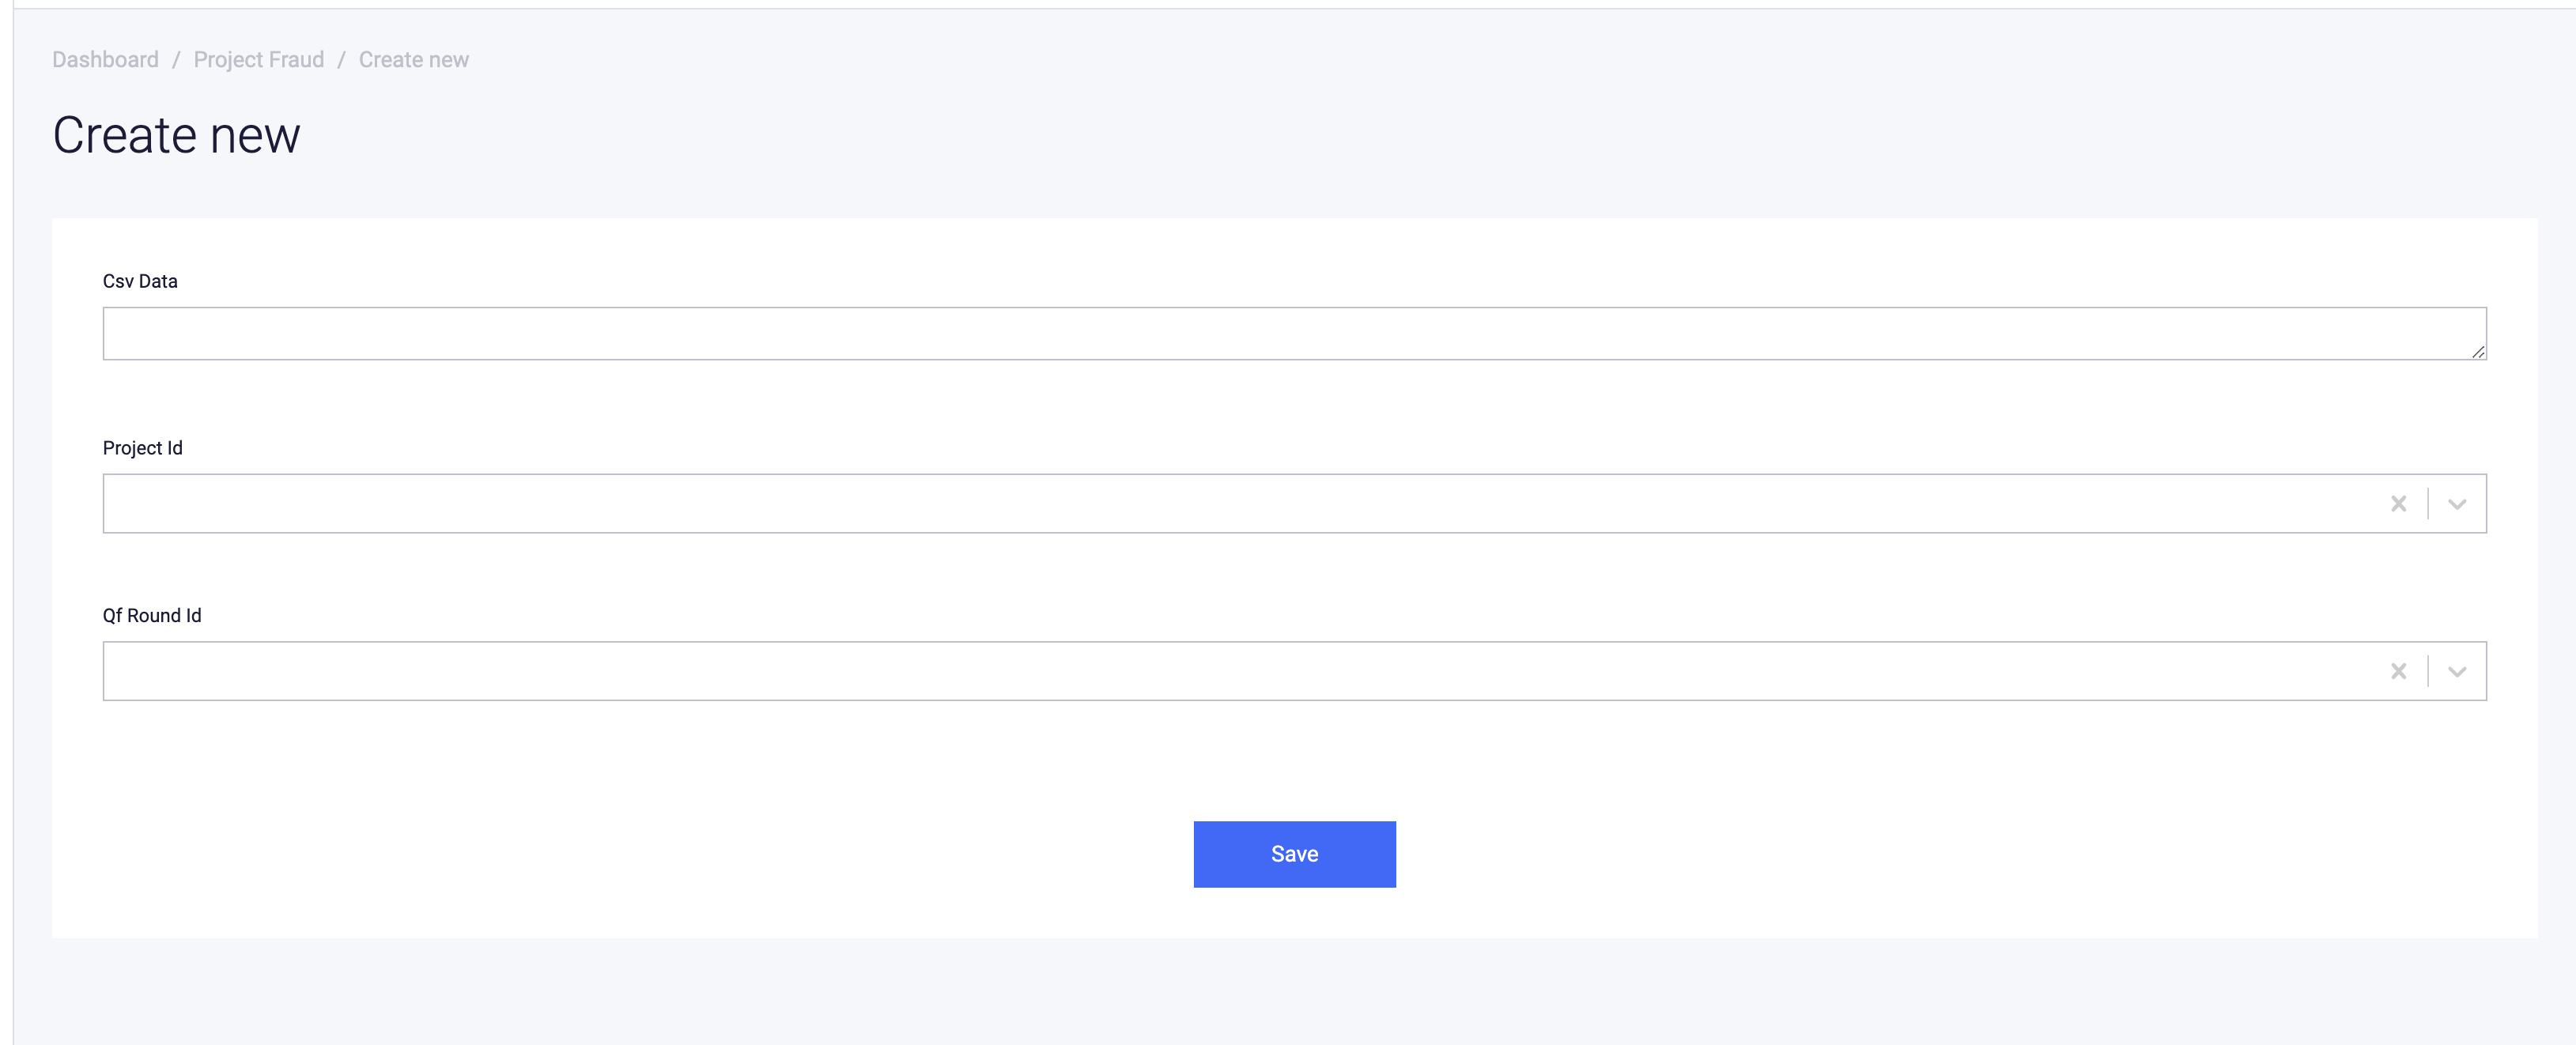 Dashboard / Project Fraud / Create new
Create new
Csv Data
Project Id
Qf Round Id
Save